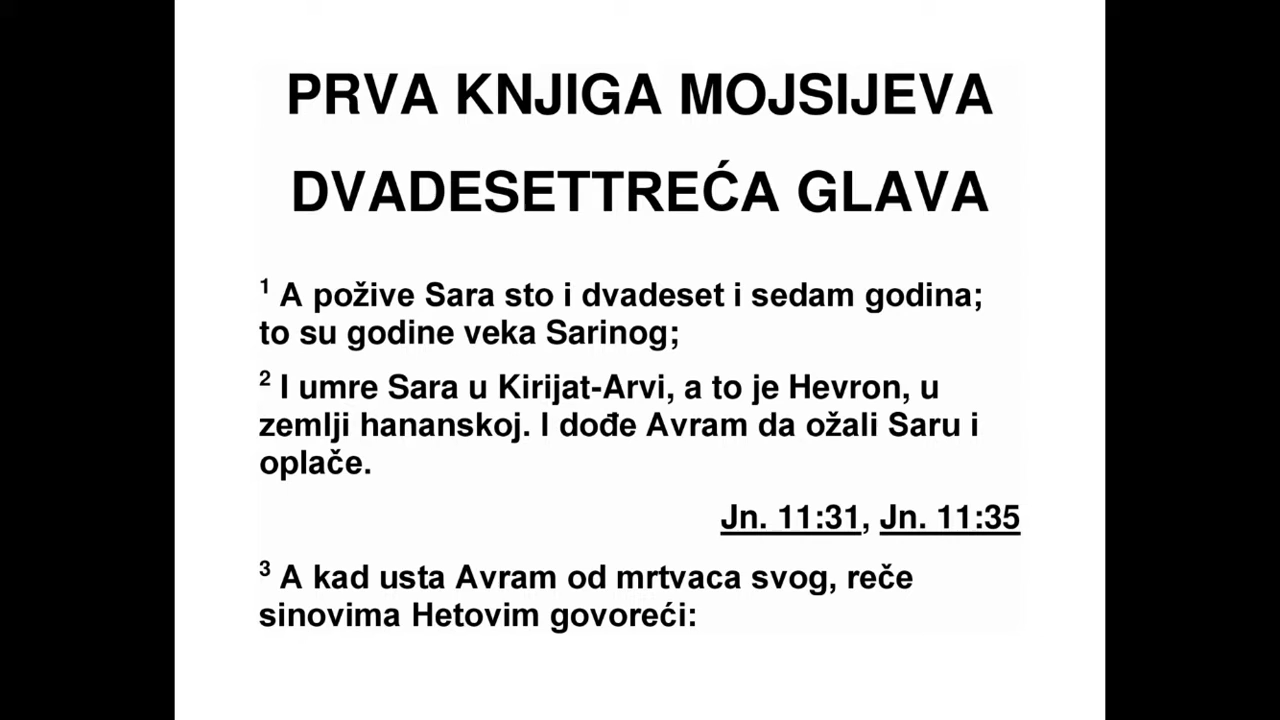 PRVA KNJIGA MOJSIJEVA
DVADESETTREĆA GLAVA
1 A požive Sara sto i dvadeset i sedam godina;
to su godine veka Sarinog;
2 I umre Sara u Kirijat-Arvi, a to je Hevron, u
zemlji hananskoj. I dođe Avram da ožali Saru i
oplače.
Jn. 11:31, Jn. 11:35
3 A kad usta Avram od mrtvaca svog, reče
sinovima Hetovim govoreći: